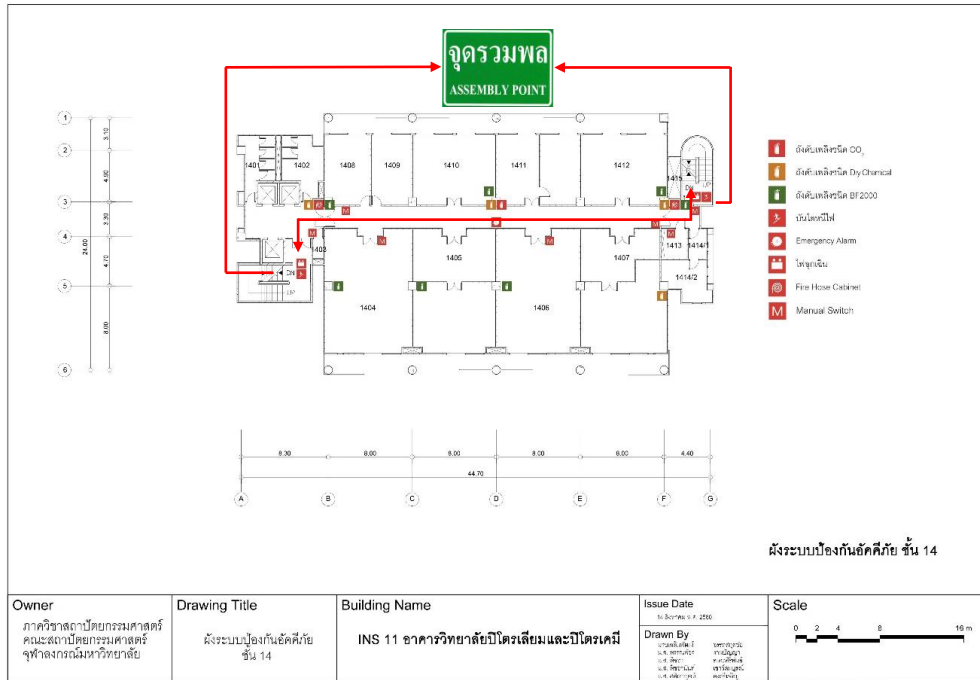 จุดรวมพล
ASSEMBLY POINT
1
2
3
4
5
6
3.10
4.90
3.30
4.70
8.00
24.00
1401
1402
1408
1409
1410
1411
1412
1415
DN
UP
1403
1405
1407
1413
1414/1
1414/2
DN
UP
1404
1406
M
M
M
M
M
M
ถังดับเพลิงชนิด CO2
ถังดับเพลิงชนิด Dry Chemical
ถังดับเพลิงชนิด BF2000
บันไดหนีไฟ
Emergency Alarm
ไฟฉุกเฉิน
Fire Hose Cabinet
M Manual Switch
8.30
8.00
8.00
8.00
8.00
4.40
44.70
A
B
C
D
E
F
G
ผังระบบป้องกันอัคคีภัย ชั้น 14
Owner
ภาควิชาสถาปัตยกรรมศาสตร์
คณะสถาปัตยกรรมศาสตร์
จุฬาลงกรณ์มหาวิทยาลัย
Drawing Title
ผังระบบป้องกันอัคคีภัย
ชั้น 14
Building Name
INS 11 อาคารวิทยาลัยปิโตรเลียมและปิโตรเคมี
Issue Date
Drawn By
Scale
0 2 4 8 16 m